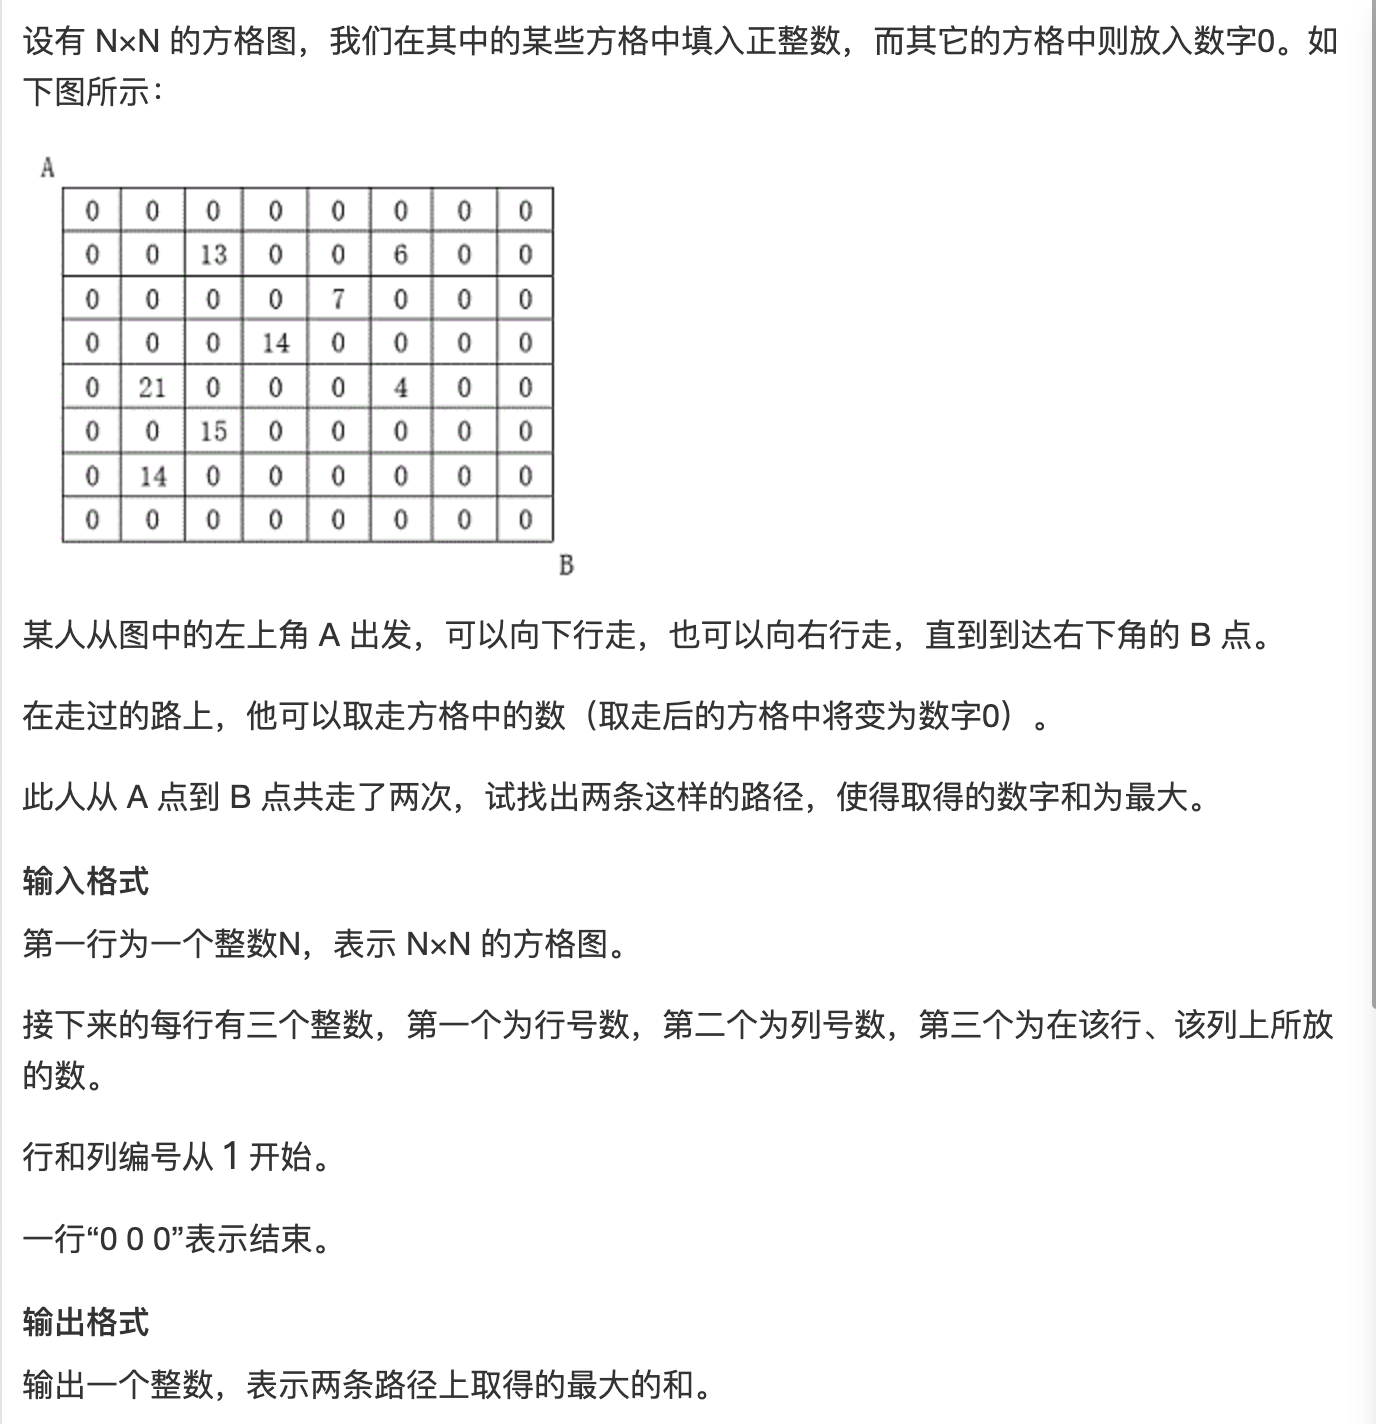 设有 N×N 的方格图，我们在其中的某些方格中填入正整数，而其它的方格中则放入数字0。如
下图所示：
A
0 0 0 0 0 0 0 0
0 0 13 0 0 6 0 0
0 0 0 0 7 0 0 0
0 0 0 14 0 0 0 0
0 21 0 0 0 4 0 0
0 0 15 0 0 0 0 0
0 14 0 0 0 0 0 0
0 0 0 0 0 0 0 0
B
某人从图中的左上角 A 出发，可以向下行走，也可以向右行走，直到到达右下角的 B 点。
在走过的路上，他可以取走方格中的数（取走后的方格中将变为数字0）。
此人从 A 点到 B 点共走了两次，试找出两条这样的路径，使得取得的数字和为最大。
输入格式
第一行为一个整数N，表示 N×N 的方格图。
接下来的每行有三个整数，第一个为行号数，第二个为列号数，第三个为在该行、该列上所放
的数。
行和列编号从 1 开始。
一行“0 0 0”表示结束。
输出格式
输出一个整数，表示两条路径上取得的最大的和。